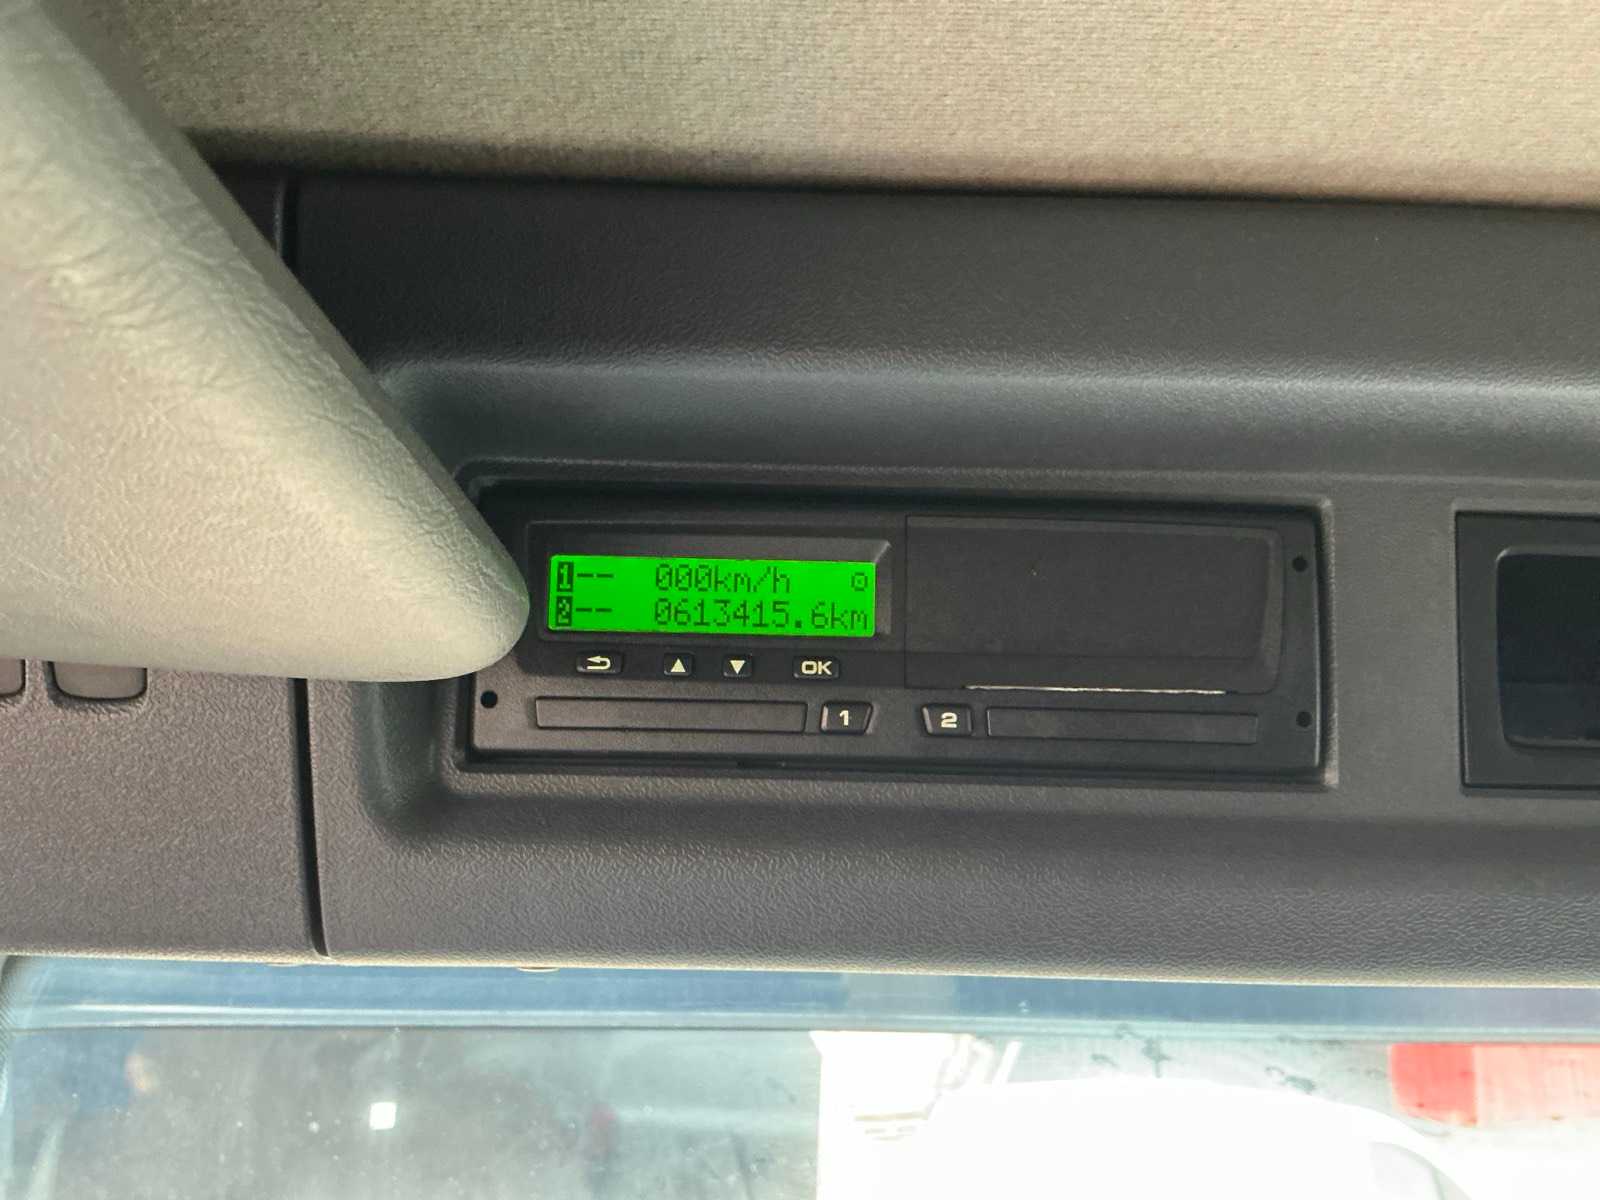 1-- 000km/h ⊙
2-- 0613415.6km
▲ ▼ OK
1 2